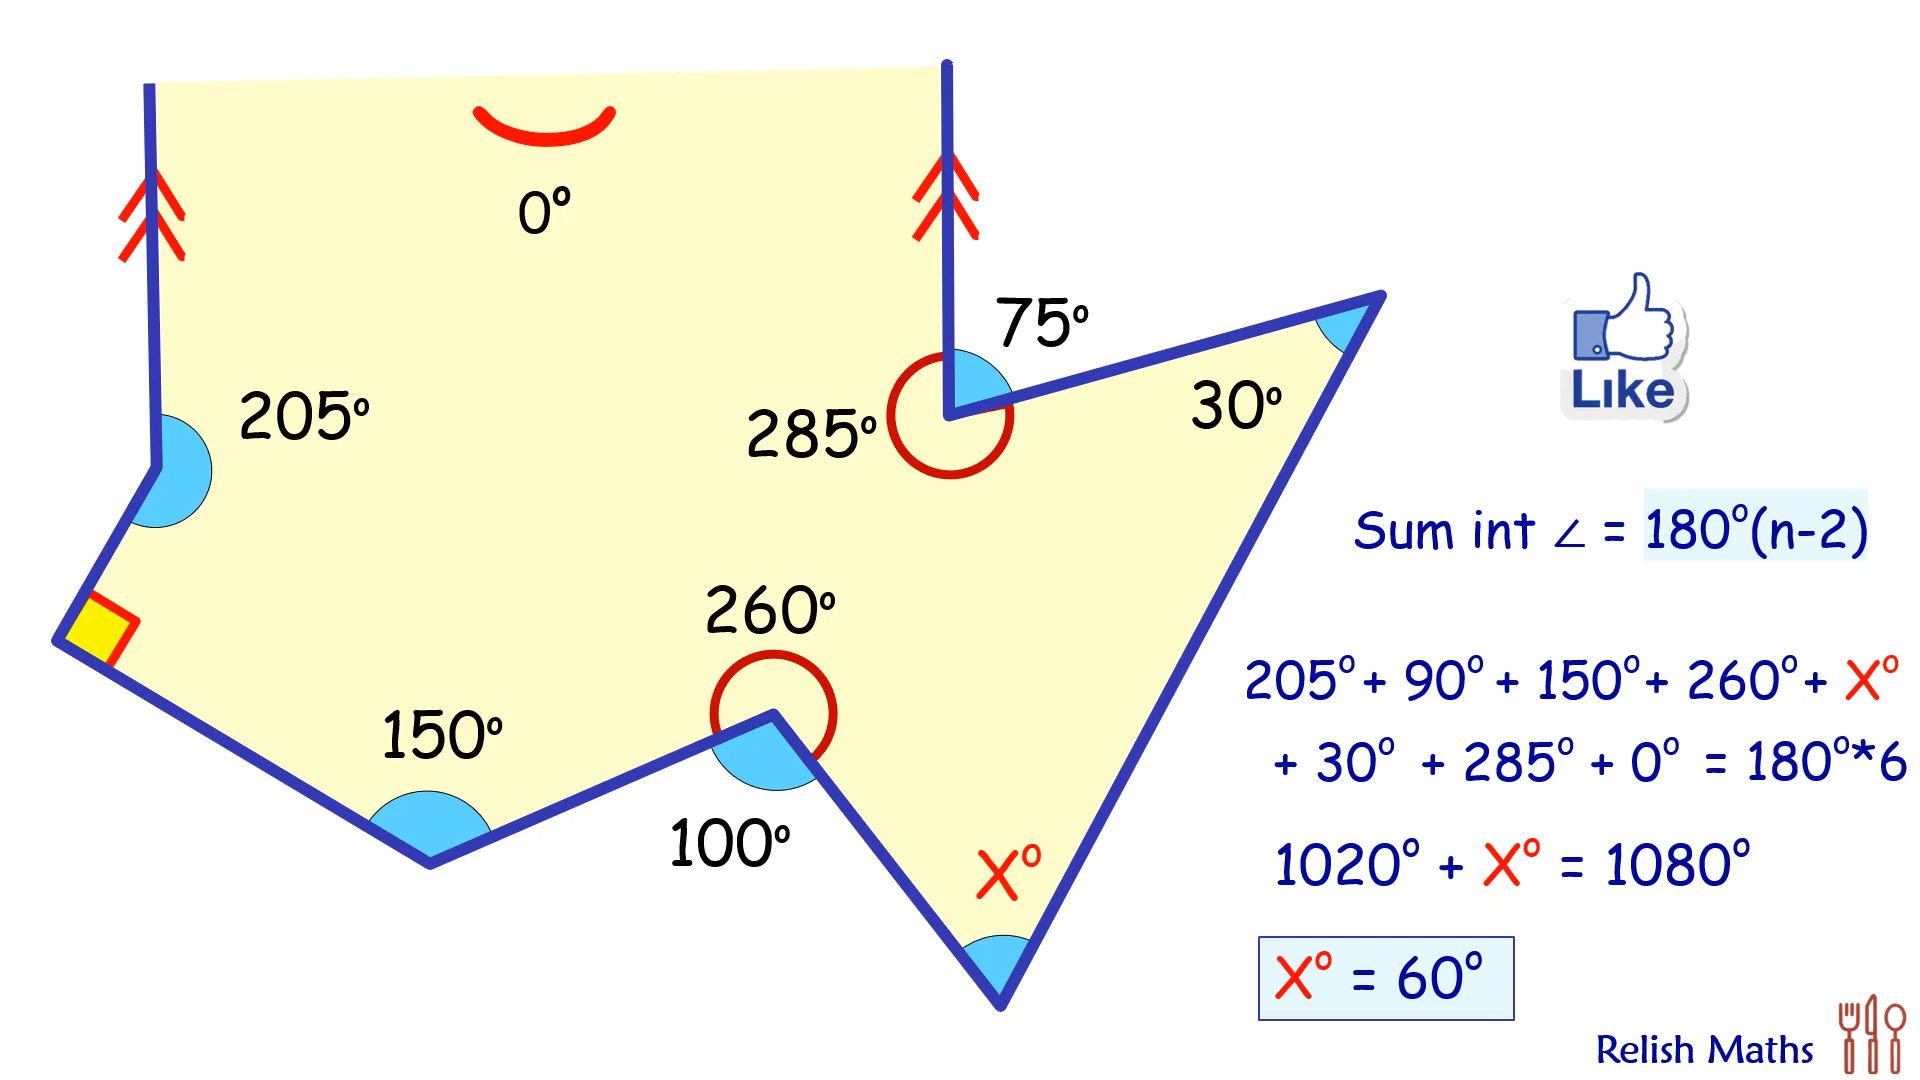 0°
75°
205°
285°
30°
260°
150°
100°
X°
Like
Sum int ∠ = 180°(n-2)
205° + 90° + 150° + 260° + X°
+ 30° + 285° + 0° = 180°*6
1020° + X° = 1080°
X° = 60°
Relish Maths